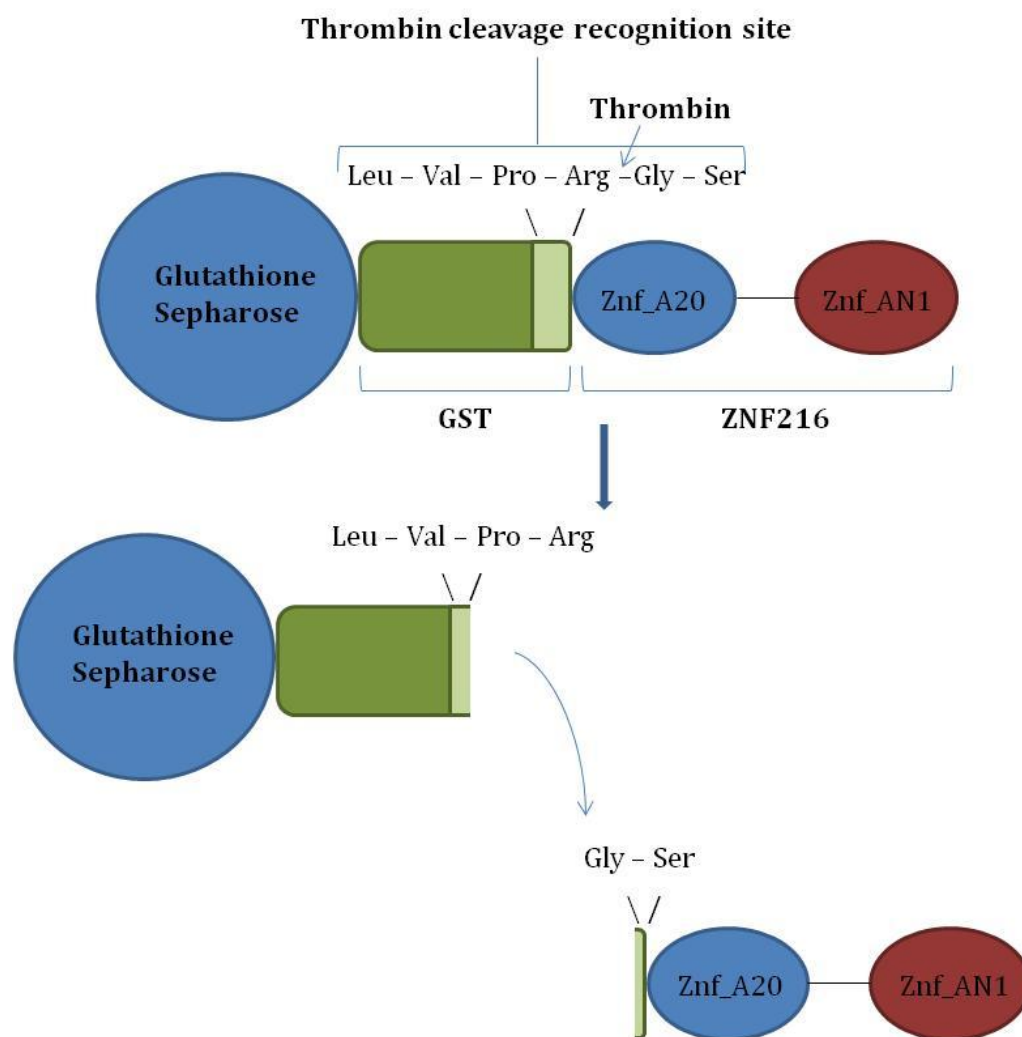 Thrombin cleavage recognition site
Thrombin
Leu – Val – Pro – Arg –Gly – Ser
Glutathione
Sepharose
Znf_A20
Znf_AN1
GST
ZNF216
Leu – Val – Pro – Arg
Glutathione
Sepharose
Gly – Ser
Znf_A20
Znf_AN1